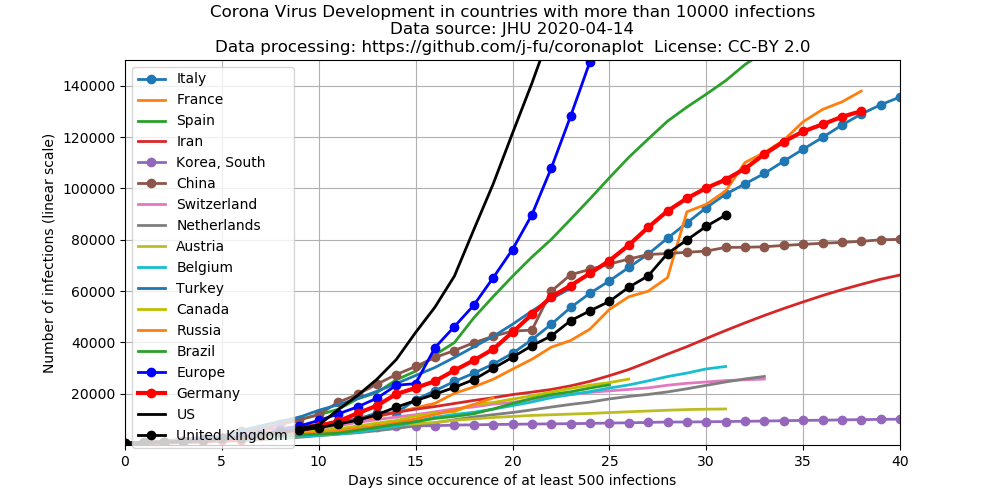 Corona Virus Development in countries with more than 10000 infections
Data source: JHU 2020-04-14
Data processing: https://github.com/j-fu/coronaplot License: CC-BY 2.0
Number of infections (linear scale)
140000
120000
100000
80000
60000
40000
20000
Italy
France
Spain
Iran
Korea, South
China
Switzerland
Netherlands
Austria
Belgium
Turkey
Canada
Russia
Brazil
Europe
Germany
US
United Kingdom
0 5 10 15 20 25 30 35 40
Days since occurence of at least 500 infections